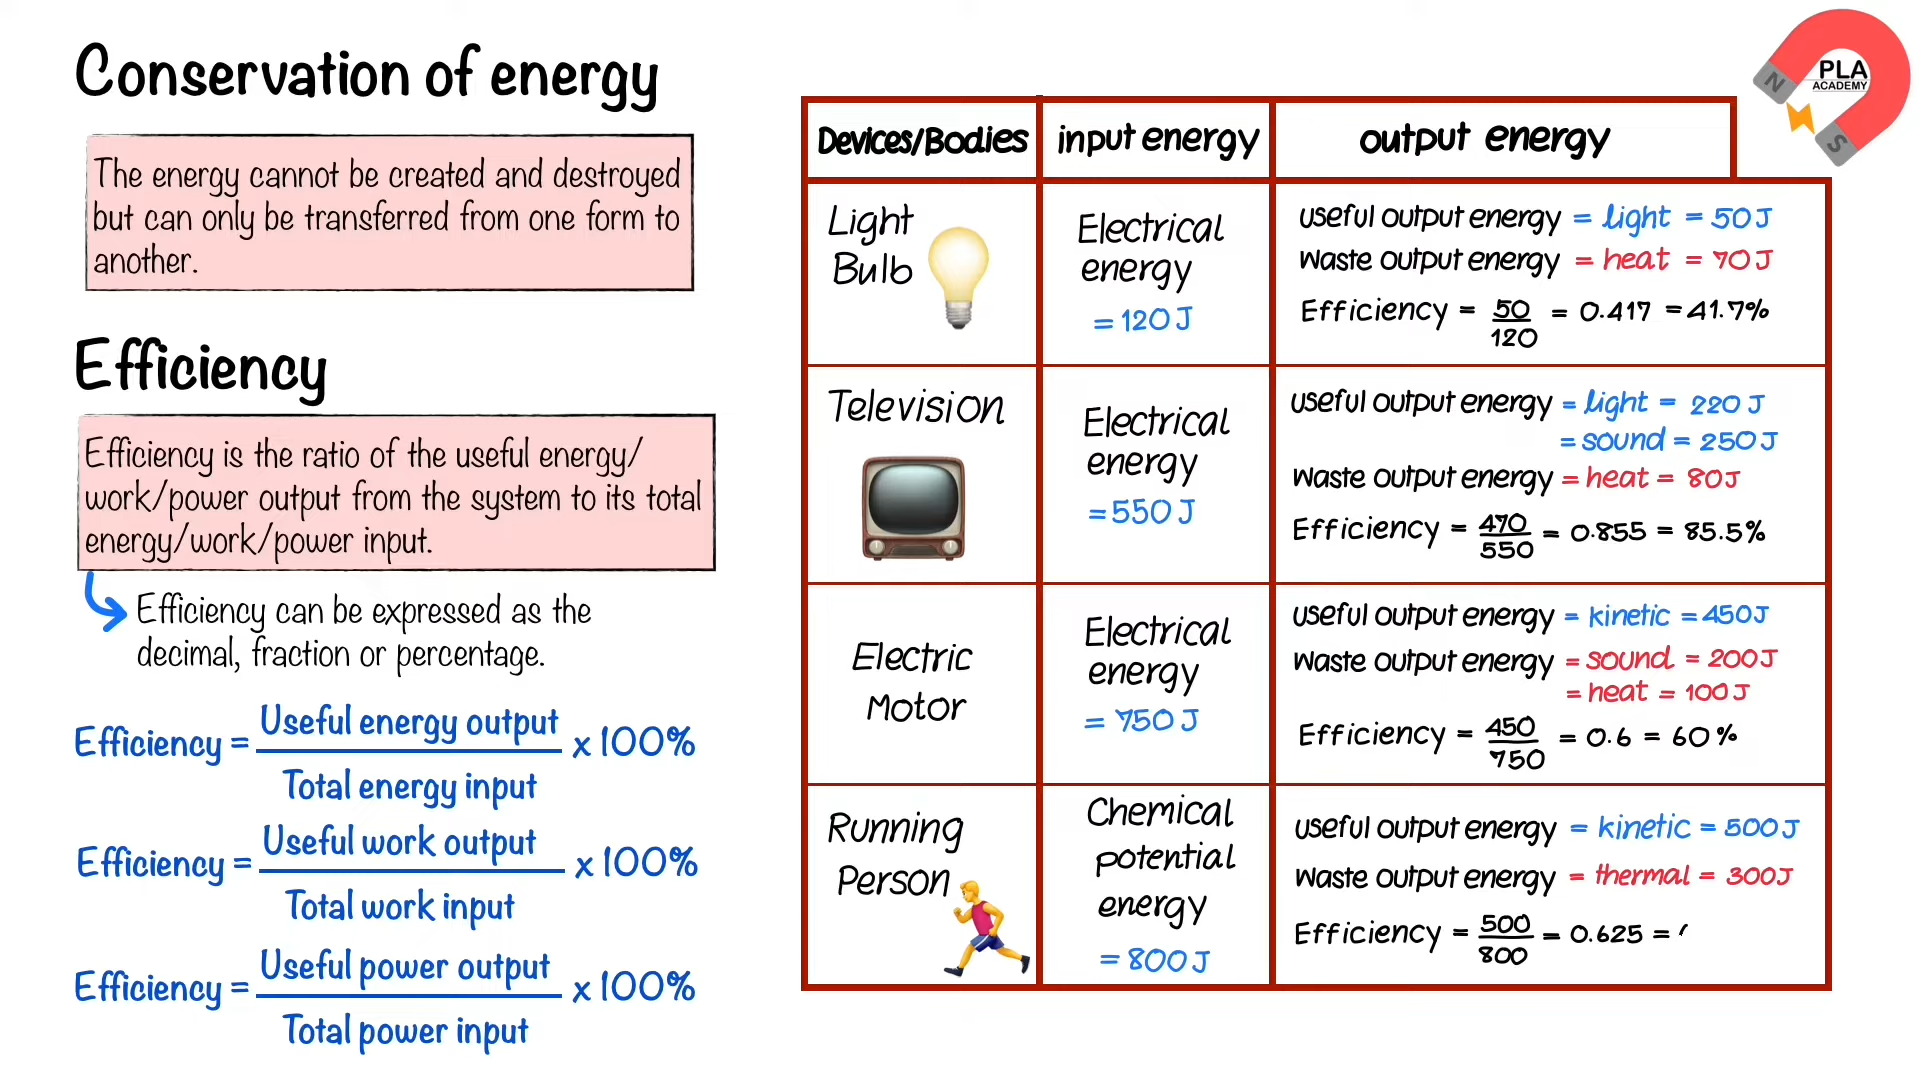 Conservation of energy
The energy cannot be created and destroyed
but can only be transferred from one form to
another.
Efficiency
Efficiency is the ratio of the useful energy/
work/power output from the system to its total
energy/work/power input.
Efficiency can be expressed as the
decimal, fraction or percentage.
Efficiency = Useful energy output / Total energy input x 100%
Efficiency = Useful work output / Total work input x 100%
Efficiency = Useful power output / Total power input x 100%
PLA
ACADEMY
N
S
Devices/Bodies input energy output energy
Light
Bulb
Electrical
energy
= 120 J
useful output energy = light = 50 J
Waste output energy = heat = 70 J
Efficiency = 50/120 = 0.417 = 41.7%
Television
Electrical
energy
= 550 J
useful output energy = light = 220 J
= sound = 250 J
Waste output energy = heat = 80J
Efficiency = 470/550 = 0.855 = 85.5%
Electric
Motor
Electrical
energy
= 750 J
useful output energy = kinetic = 450J
Waste output energy = sound = 200J
= heat = 100 J
Efficiency = 450/750 = 0.6 = 60 %
Running
Person
Chemical
potential
energy
= 800 J
useful output energy = kinetic = 500J
Waste output energy = thermal = 300J
Efficiency = 500/800 = 0.625 =